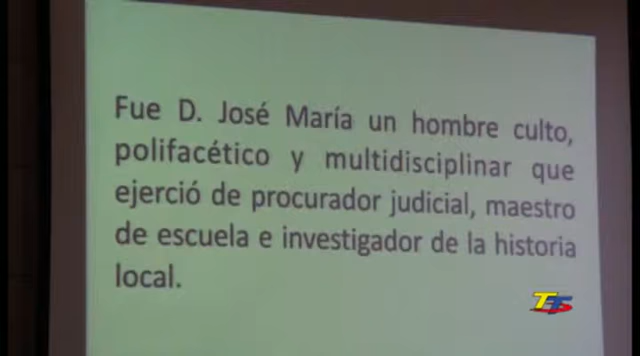 Fue D. José María un hombre culto,
polifacético y multidisciplinar que
ejerció de procurador judicial, maestro
de escuela e investigador de la historia
local.